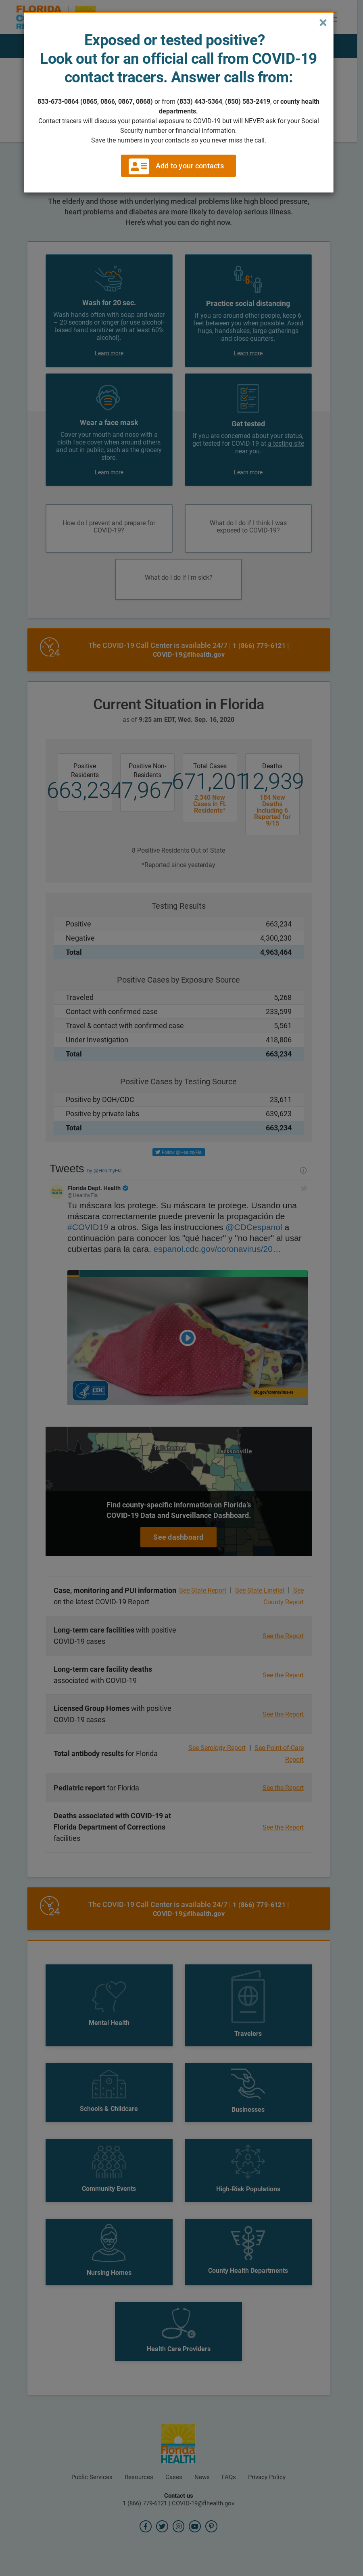 FLORIDA
×
Exposed or tested positive?
Look out for an official call from COVID-19
contact tracers. Answer calls from:
833-673-0864 (0865, 0866, 0867, 0868) or from (833) 443-5364, (850) 583-2419, or county health
departments.
Contact tracers will discuss your potential exposure to COVID-19 but will NEVER ask for your Social
Security number or financial information.
Save the numbers in your contacts so you never miss the call.
Add to your contacts
The elderly and those with underlying medical problems like high blood pressure,
heart problems and diabetes are more likely to develop serious illness.
Here's what you can do right now.
Wash for 20 sec.
Wash hands often with soap and water
– 20 seconds or longer (or use alcohol-
based hand sanitizer with at least 60%
alcohol).
Learn more
Practice social distancing
If you are around other people, keep 6
feet between you when possible. Avoid
hugs, handshakes, large gatherings
and close quarters.
Learn more
Wear a face mask
Cover your mouth and nose with a
cloth face cover when around others
and out in public, such as the grocery
store.
Learn more
Get tested
If you are concerned about your status,
get tested for COVID-19 at a testing site
near you.
Learn more
How do I prevent and prepare for
COVID-19?
What do I do if I think I was
exposed to COVID-19?
What do I do if I'm sick?
24
The COVID-19 Call Center is available 24/7 | 1 (866) 779-6121 |
COVID-19@flhealth.gov
Current Situation in Florida
as of 9:25 am EDT, Wed. Sep. 16, 2020
Positive
Residents
663,234
Positive Non-
Residents
7,967
Total Cases
671,201
2,340 New
Cases in FL
Residents*
Deaths
12,939
184 New
Deaths
including 6
Reported for
9/15
8 Positive Residents Out of State
*Reported since yesterday
Testing Results
Positive 663,234
Negative 4,300,230
Total 4,963,464
Positive Cases by Exposure Source
Traveled 5,268
Contact with confirmed case 233,599
Travel & contact with confirmed case 5,561
Under Investigation 418,806
Total 663,234
Positive Cases by Testing Source
Positive by DOH/CDC 23,611
Positive by private labs 639,623
Total 663,234
Follow @HealthyFla
Tweets by @HealthyFla
Florida Dept. Health
@HealthyFla
Tu máscara los protege. Su máscara te protege. Usando una
máscara correctamente puede prevenir la propagación de
#COVID19 a otros. Siga las instrucciones @CDCespanol a
continuación para conocer los "qué hacer" y "no hacer" al usar
cubiertas para la cara. espanol.cdc.gov/coronavirus/20…
CDC
cdc.gov/coronavirus-es
Tallahassee
Jacksonville
Find county-specific information on Florida's
COVID-19 Data and Surveillance Dashboard.
See dashboard
Case, monitoring and PUI information
on the latest COVID-19 Report
See State Report | See State Linelist | See
County Report
Long-term care facilities with positive
COVID-19 cases
See the Report
Long-term care facility deaths
associated with COVID-19
See the Report
Licensed Group Homes with positive
COVID-19 cases
See the Report
Total antibody results for Florida
See Serology Report | See Point-of-Care
Report
Pediatric report for Florida
See the Report
Deaths associated with COVID-19 at
Florida Department of Corrections
facilities
See the Report
24
The COVID-19 Call Center is available 24/7 | 1 (866) 779-6121 |
COVID-19@flhealth.gov
Mental Health
Travelers
Schools & Childcare
Businesses
Community Events
High-Risk Populations
Nursing Homes
County Health Departments
Health Care Providers
Florida
HEALTH
Public Services
Resources
Cases
News
FAQs
Privacy Policy
Contact us
1 (866) 779-6121 | COVID-19@flhealth.gov